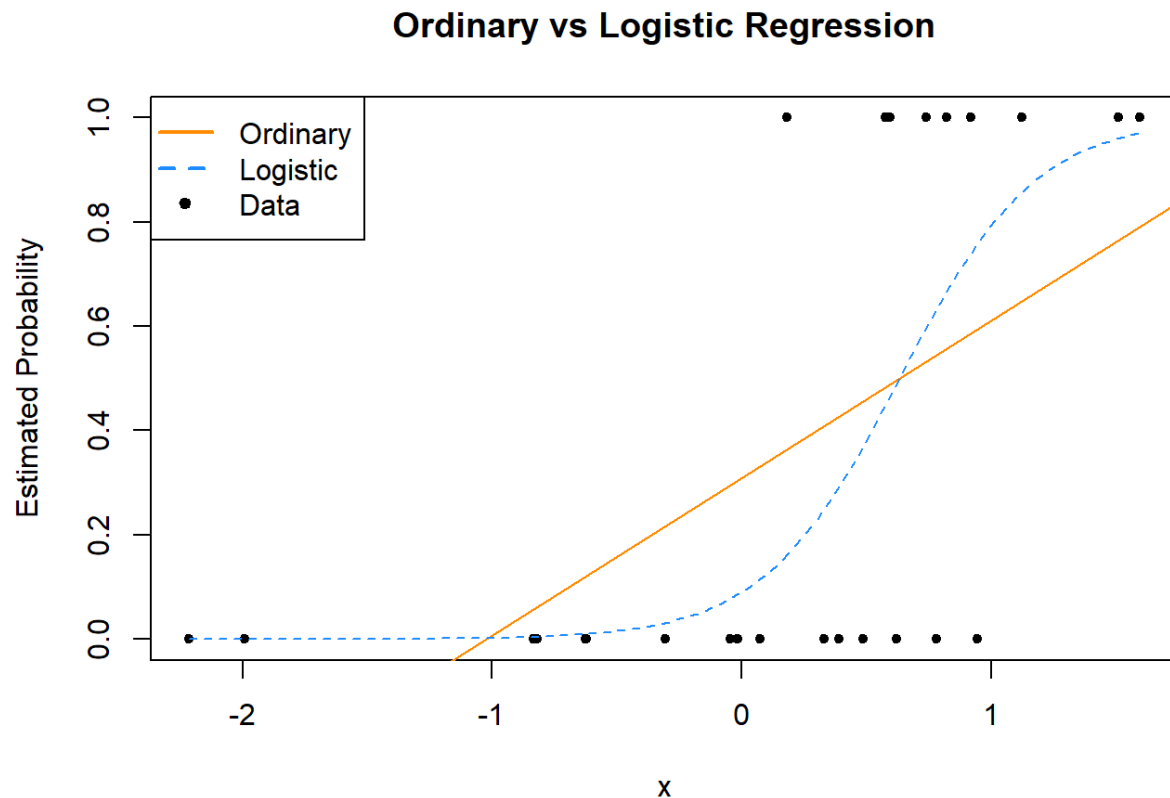 Ordinary vs Logistic Regression
Ordinary
Logistic
Data
Estimated Probability
1.0
0.8
0.6
0.4
0.2
0.0
-2
-1
0
1
x